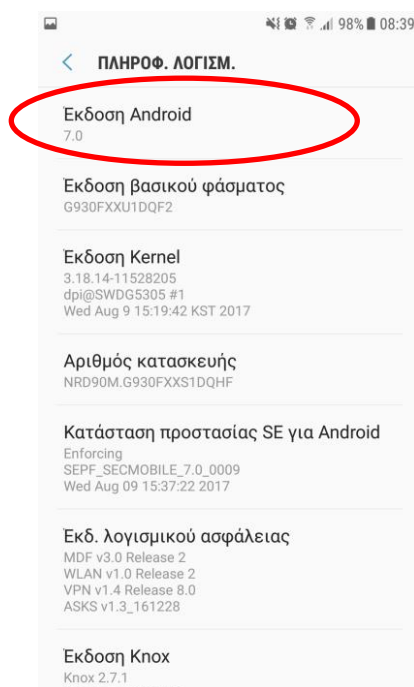 98% 08:39
ΠΛΗΡΟΦ. ΛΟΓΙΣΜ.
Έκδοση Android
7.0
Έκδοση βασικού φάσματος
G930FXXU1DQF2
Έκδοση Kernel
3.18.14-11528205
dpi@SWDG5305 #1
Wed Aug 9 15:19:42 KST 2017
Αριθμός κατασκευής
NRD90M.G930FXXS1DQHF
Κατάσταση προστασίας SE για Android
Enforcing
SEPF_SECMOBILE_7.0_0009
Wed Aug 09 15:37:22 2017
Έκδ. λογισμικού ασφάλειας
MDF v3.0 Release 2
WLAN v1.0 Release 2
VPN v1.4 Release 8.0
ASKS v1.3_161228
Έκδοση Knox
Knox 2.7.1